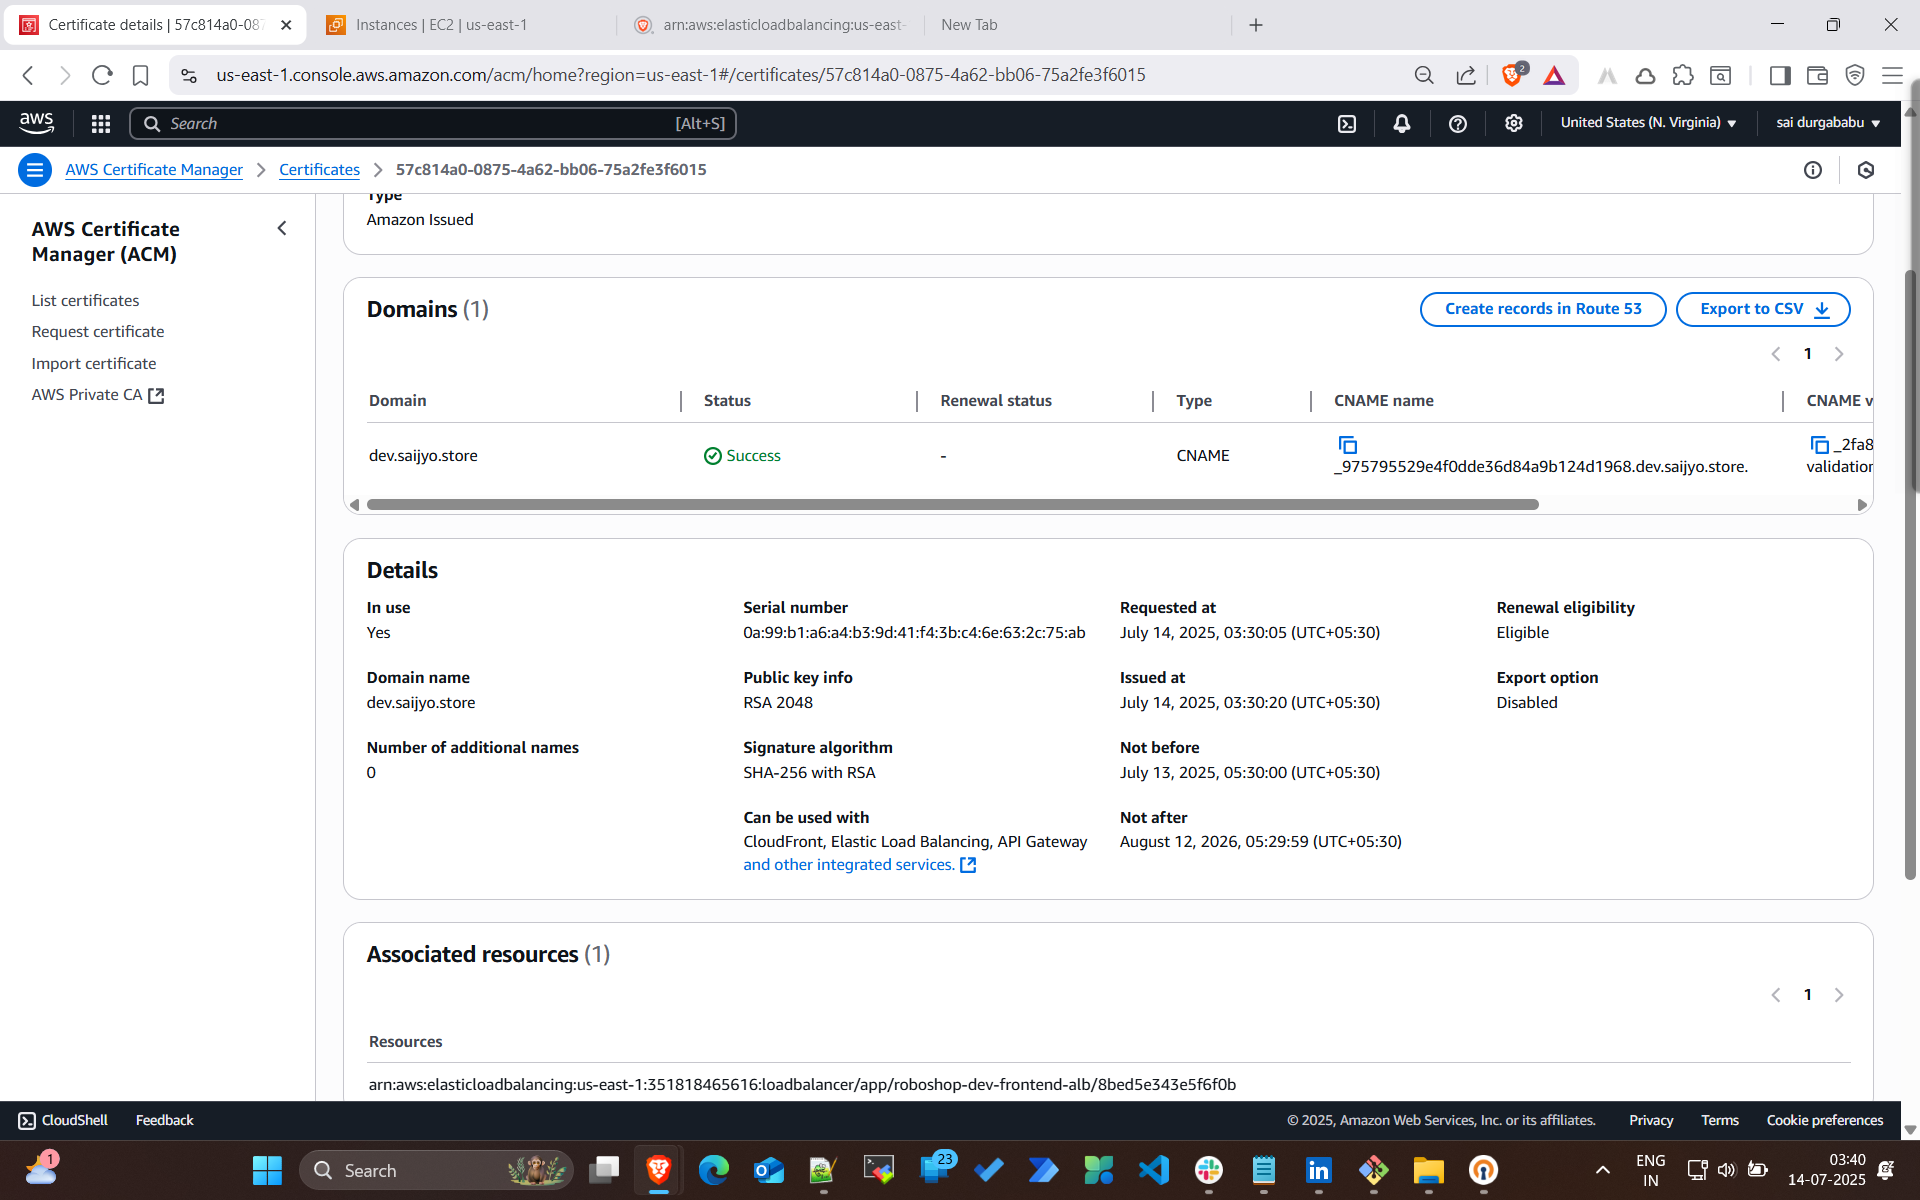 Certificate details | 57c814a0-087
Instances | EC2 | us-east-1
arn:aws:elasticloadbalancing:us-east-
New Tab
us-east-1.console.aws.amazon.com/acm/home?region=us-east-1#/certificates/57c814a0-0875-4a62-bb06-75a2fe3f6015
2
aws
Search
[Alt+S]
United States (N. Virginia)
sai durgababu
AWS Certificate Manager
Certificates
57c814a0-0875-4a62-bb06-75a2fe3f6015
AWS Certificate
Manager (ACM)
List certificates
Request certificate
Import certificate
AWS Private CA
Type
Amazon Issued
Domains (1)
Create records in Route 53
Export to CSV
1
Domain
Status
Renewal status
Type
CNAME name
CNAME v
dev.saijyo.store
Success
-
CNAME
_975795529e4f0dde36d84a9b124d1968.dev.saijyo.store.
_2fa8
validation
Details
In use
Yes
Domain name
dev.saijyo.store
Number of additional names
0
Serial number
0a:99:b1:a6:a4:b3:9d:41:f4:3b:c4:6e:63:2c:75:ab
Public key info
RSA 2048
Signature algorithm
SHA-256 with RSA
Can be used with
CloudFront, Elastic Load Balancing, API Gateway
and other integrated services.
Requested at
July 14, 2025, 03:30:05 (UTC+05:30)
Issued at
July 14, 2025, 03:30:20 (UTC+05:30)
Not before
July 13, 2025, 05:30:00 (UTC+05:30)
Not after
August 12, 2026, 05:29:59 (UTC+05:30)
Renewal eligibility
Eligible
Export option
Disabled
Associated resources (1)
1
Resources
arn:aws:elasticloadbalancing:us-east-1:351818465616:loadbalancer/app/roboshop-dev-frontend-alb/8bed5e343e5f6f0b
CloudShell
Feedback
© 2025, Amazon Web Services, Inc. or its affiliates.
Privacy
Terms
Cookie preferences
1
Search
23
ENG
IN
03:40
14-07-2025